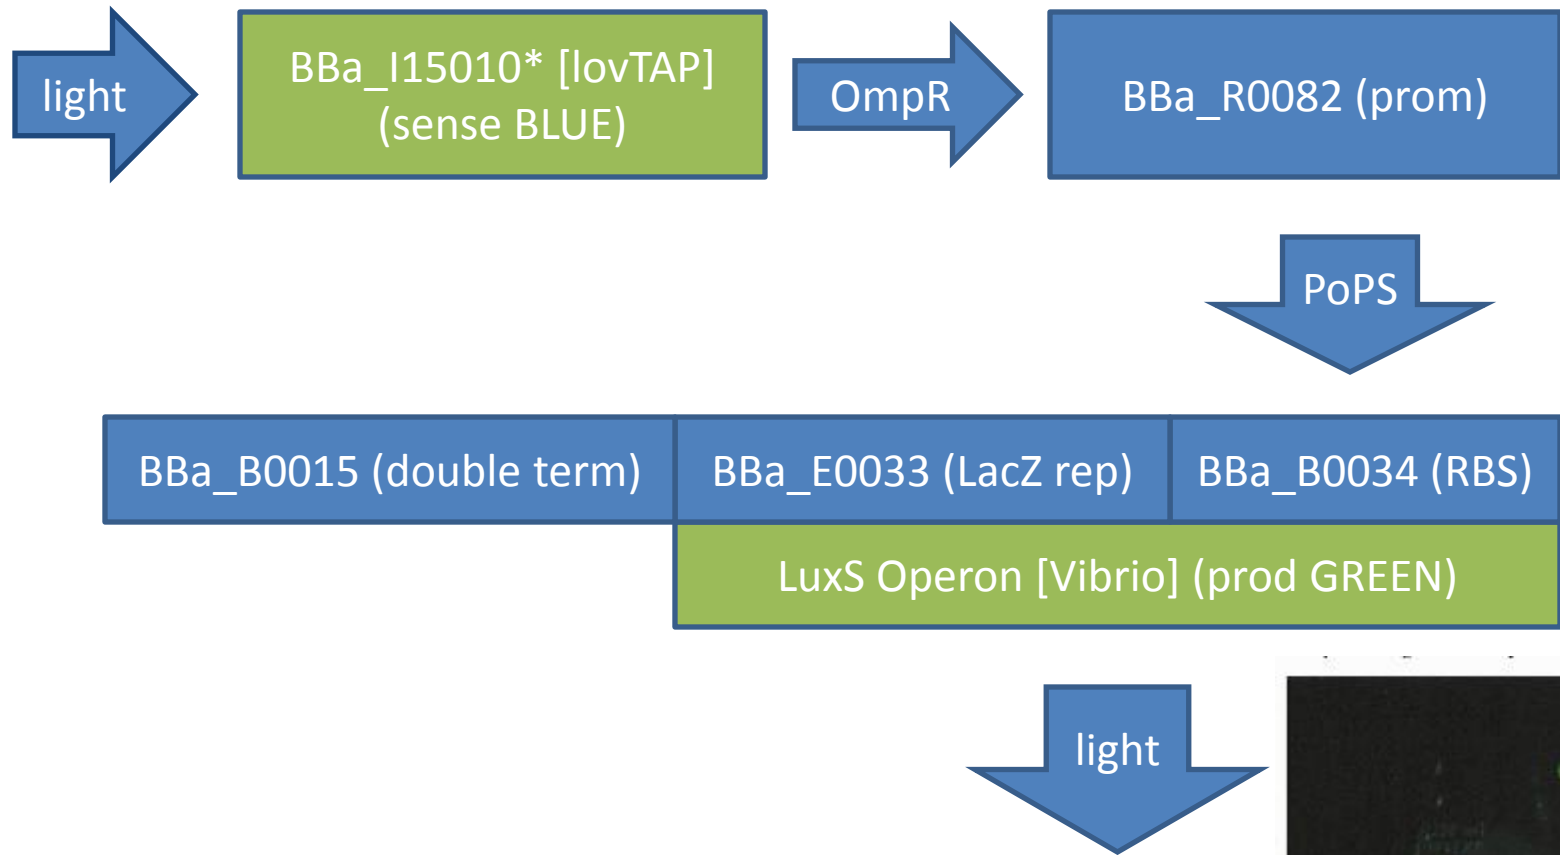 light
BBa_I15010* [lovTAP]
(sense BLUE)
OmpR
BBa_R0082 (prom)
PoPS
BBa_B0015 (double term)
BBa_E0033 (LacZ rep)
BBa_B0034 (RBS)
LuxS Operon [Vibrio] (prod GREEN)
light